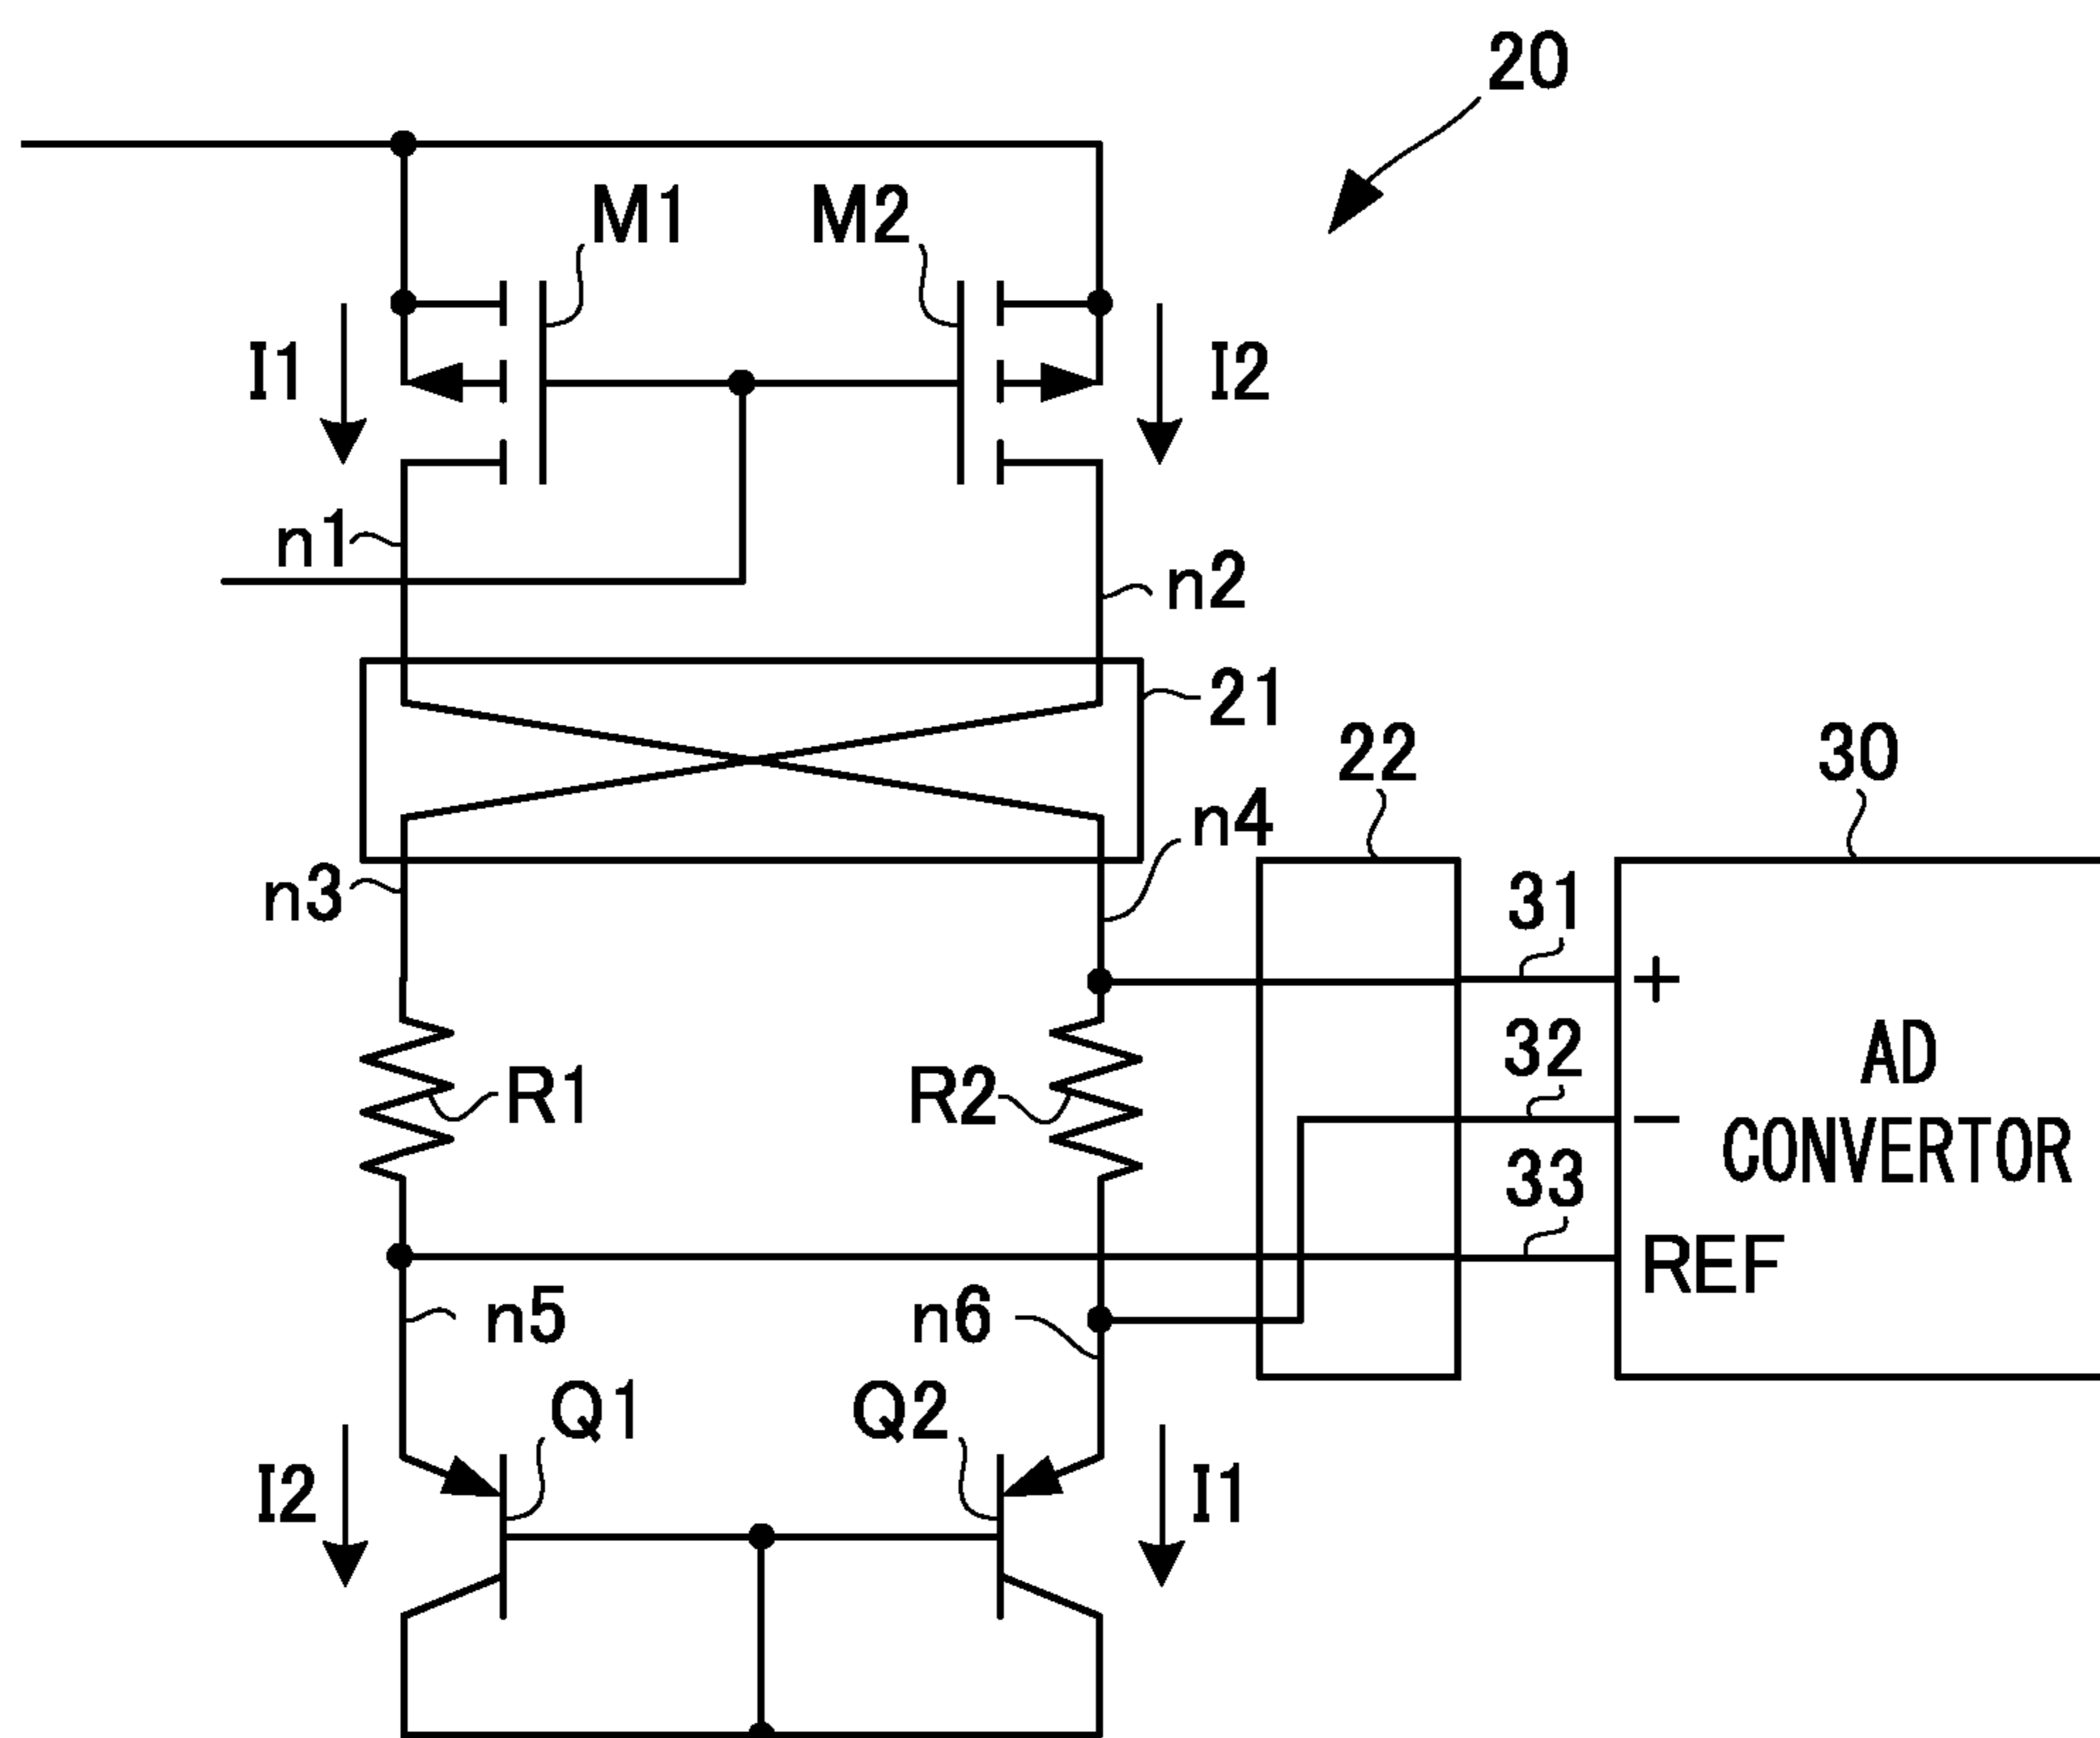 20
M1
M2
I1
I2
n1
n2
21
22
30
n4
n3
31
+
32
AD
CONVERTOR
R1
R2
−
33
REF
n5
n6
Q1
Q2
I2
I1